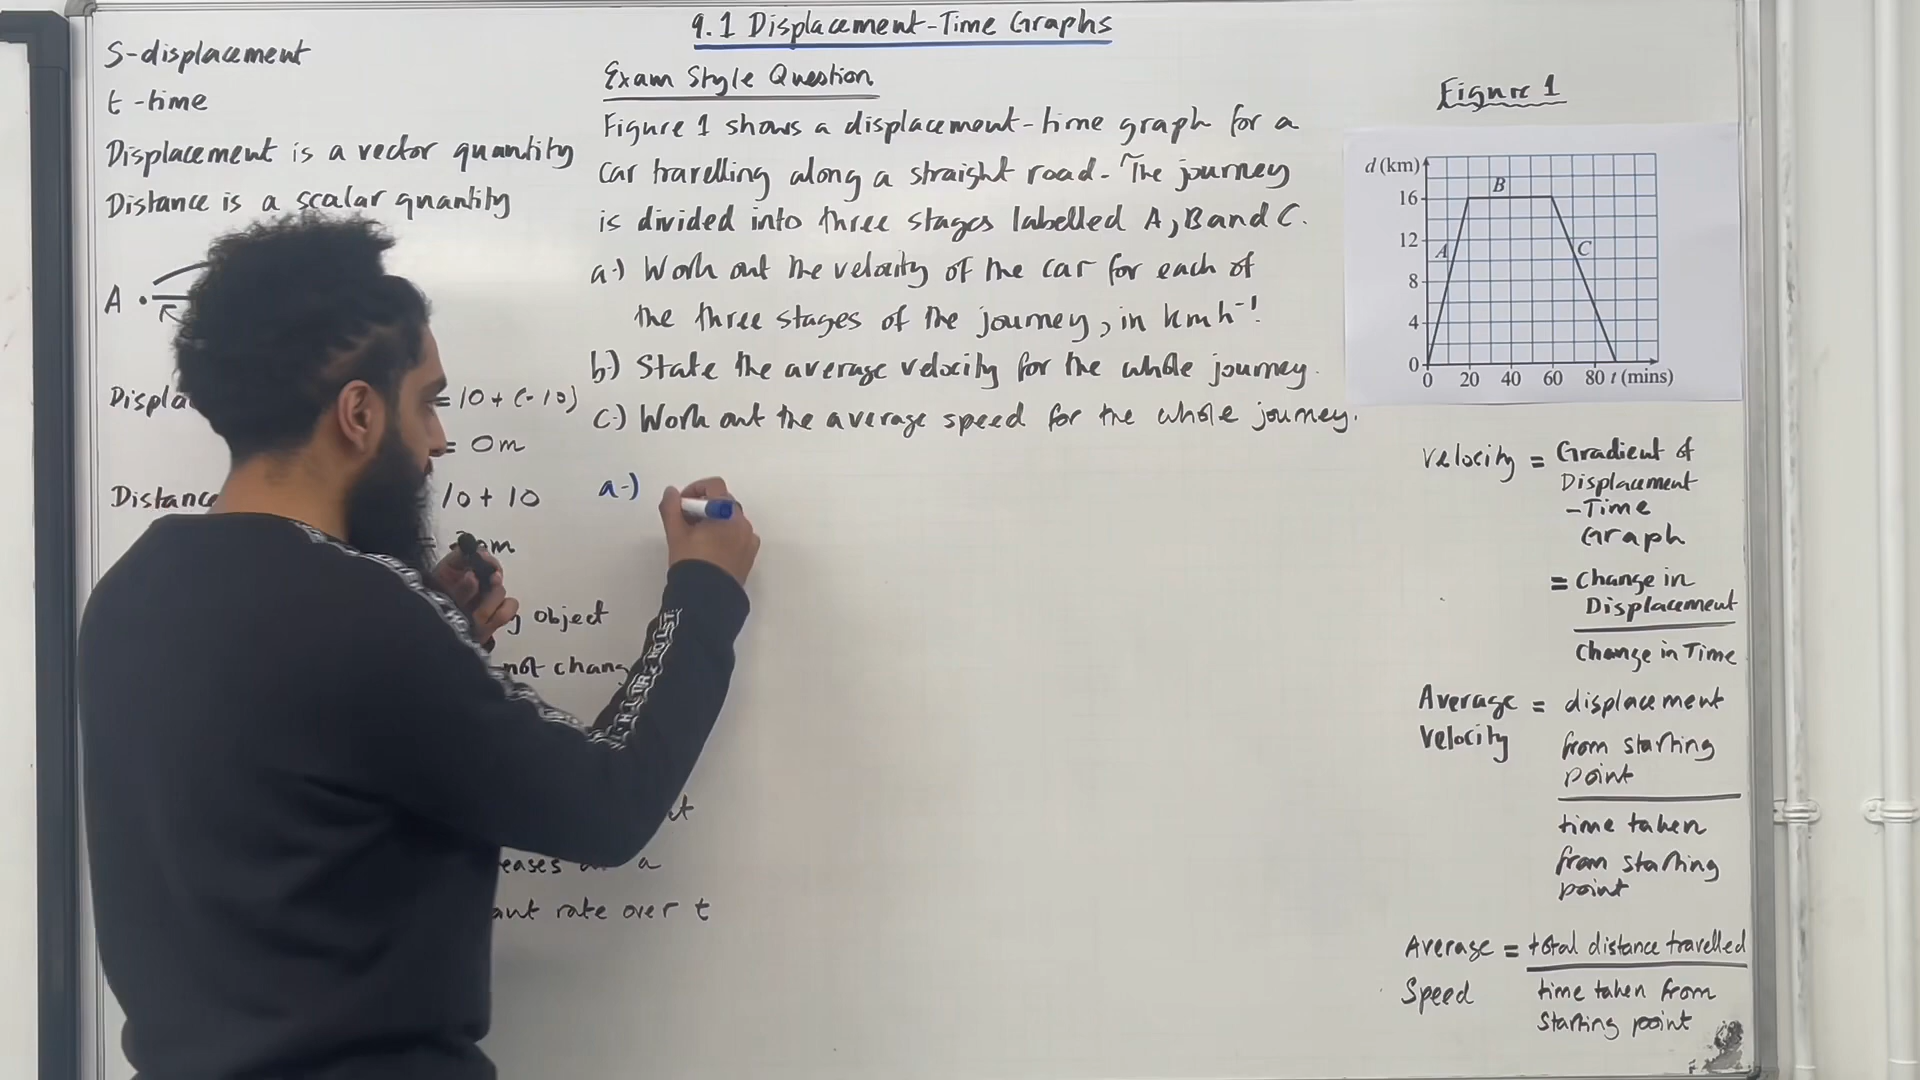 9.1 Displacement-Time Graphs
S-displacement
t -time
Displacement is a vector quantity
Distance is a scalar quantity
A
= 10 + (-10)
= 0m
Distance
10 + 10
=
m
object
not
eases
a
rate over t
Exam Style Question
Figure 1 shows a displacement-time graph for a
car travelling along a straight road. The journey
is divided into three stages labelled A, B and C.
a.) Work out the velocity of the car for each of
the three stages of the journey, in kmh⁻¹.
b.) State the average velocity for the whole journey.
c.) Work out the average speed for the whole journey.
a.)
Figure 1
d (km)
16
12
8
4
0
A
B
C
0 20 40 60 80 t (mins)
Velocity = Gradient of
Displacement
-Time
Graph
= Change in
Displacement
Change in Time
Average = displacement
Velocity from starting
point
time taken
from starting
point
Average = total distance travelled
Speed time taken from
starting point